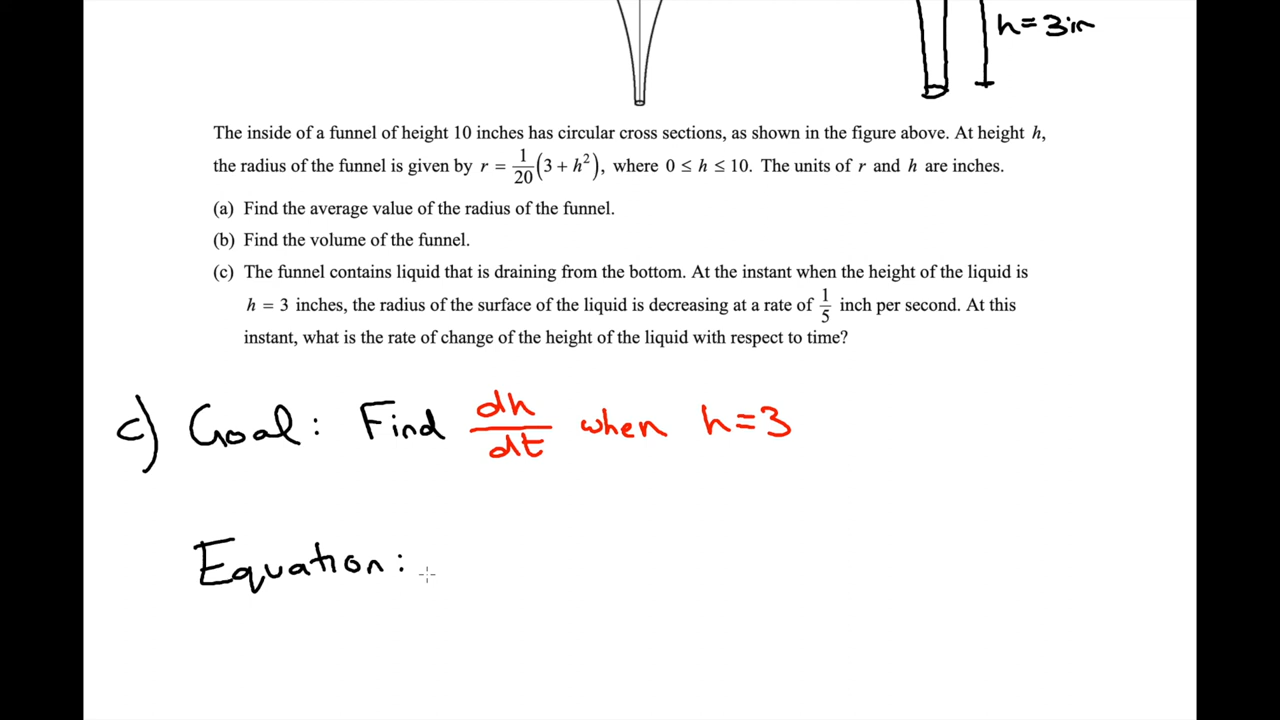 h=3in
The inside of a funnel of height 10 inches has circular cross sections, as shown in the figure above. At height h,
the radius of the funnel is given by r = 1/20 (3 + h²), where 0 ≤ h ≤ 10. The units of r and h are inches.
(a) Find the average value of the radius of the funnel.
(b) Find the volume of the funnel.
(c) The funnel contains liquid that is draining from the bottom. At the instant when the height of the liquid is
h = 3 inches, the radius of the surface of the liquid is decreasing at a rate of 1/5 inch per second. At this
instant, what is the rate of change of the height of the liquid with respect to time?
c) Goal: Find dh/dt when h=3
Equation: